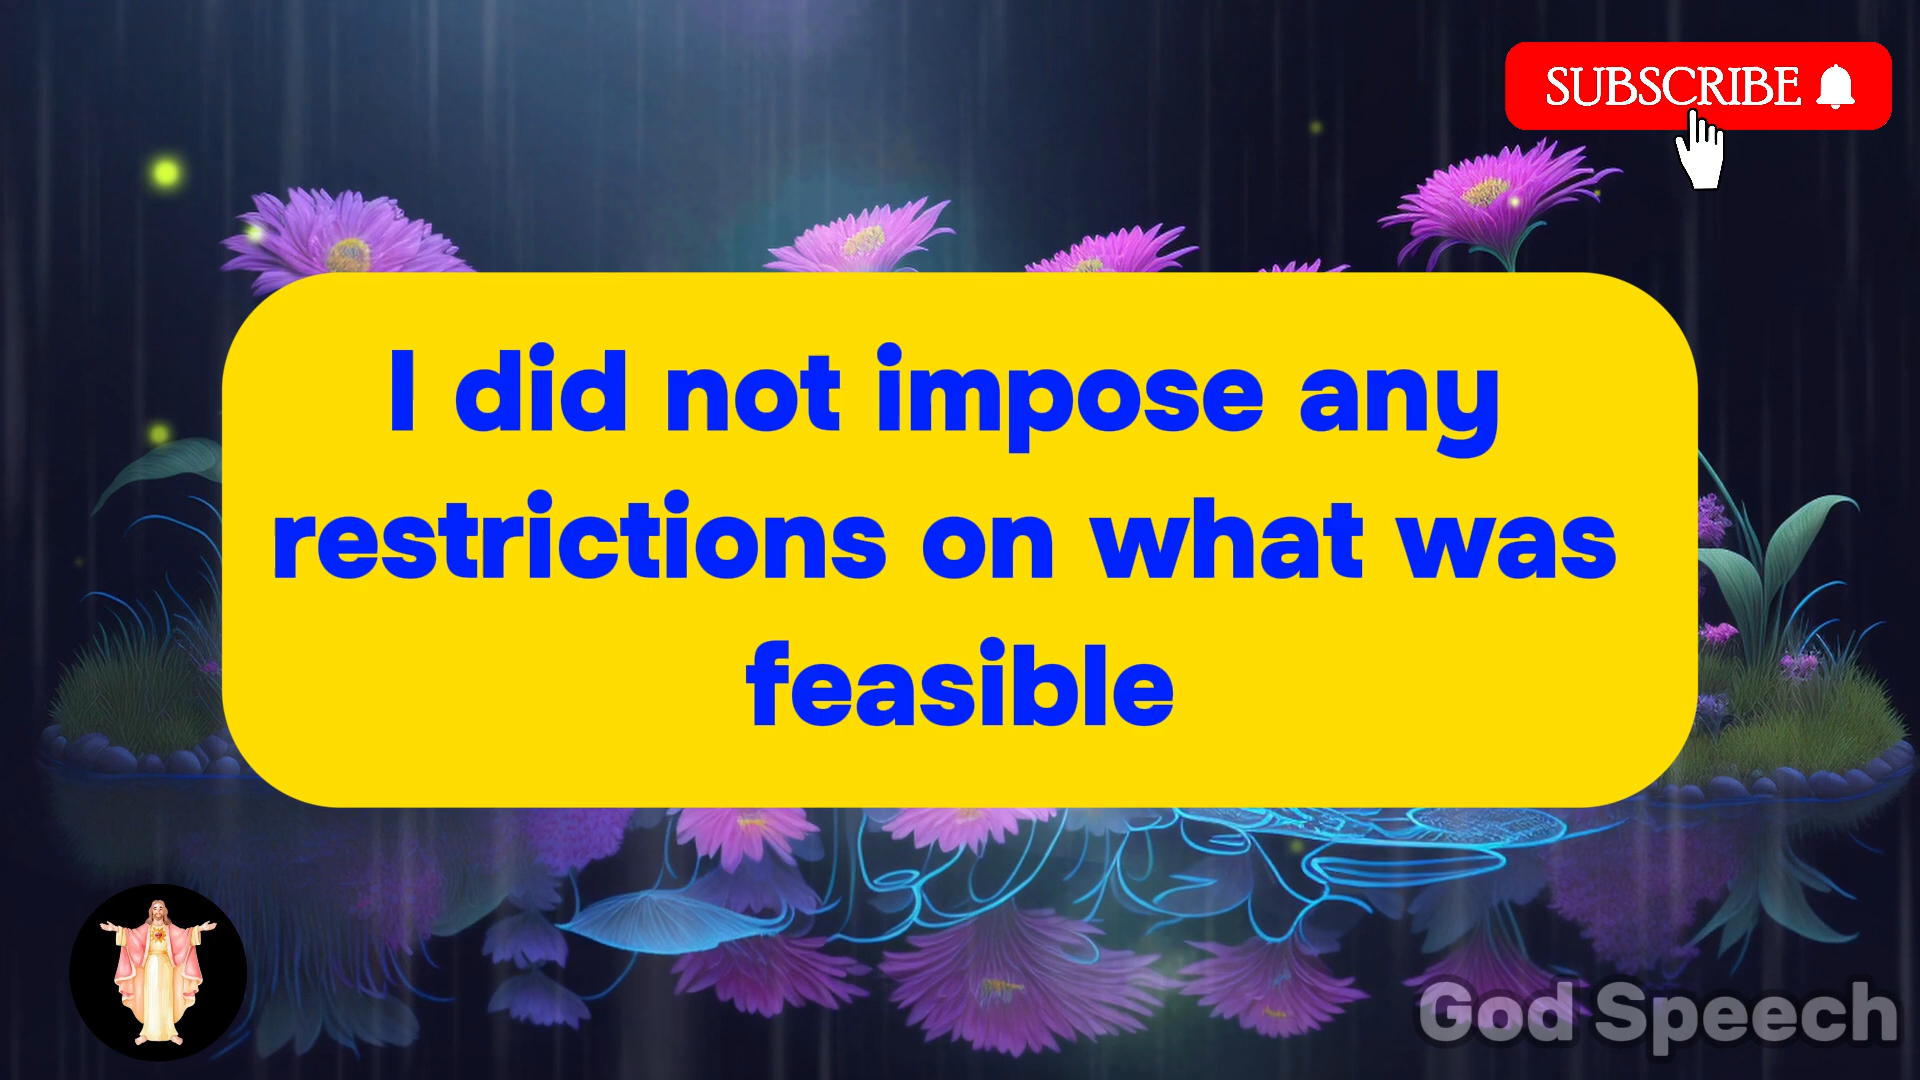 SUBSCRIBE
I did not impose any
restrictions on what was
feasible
God Speech